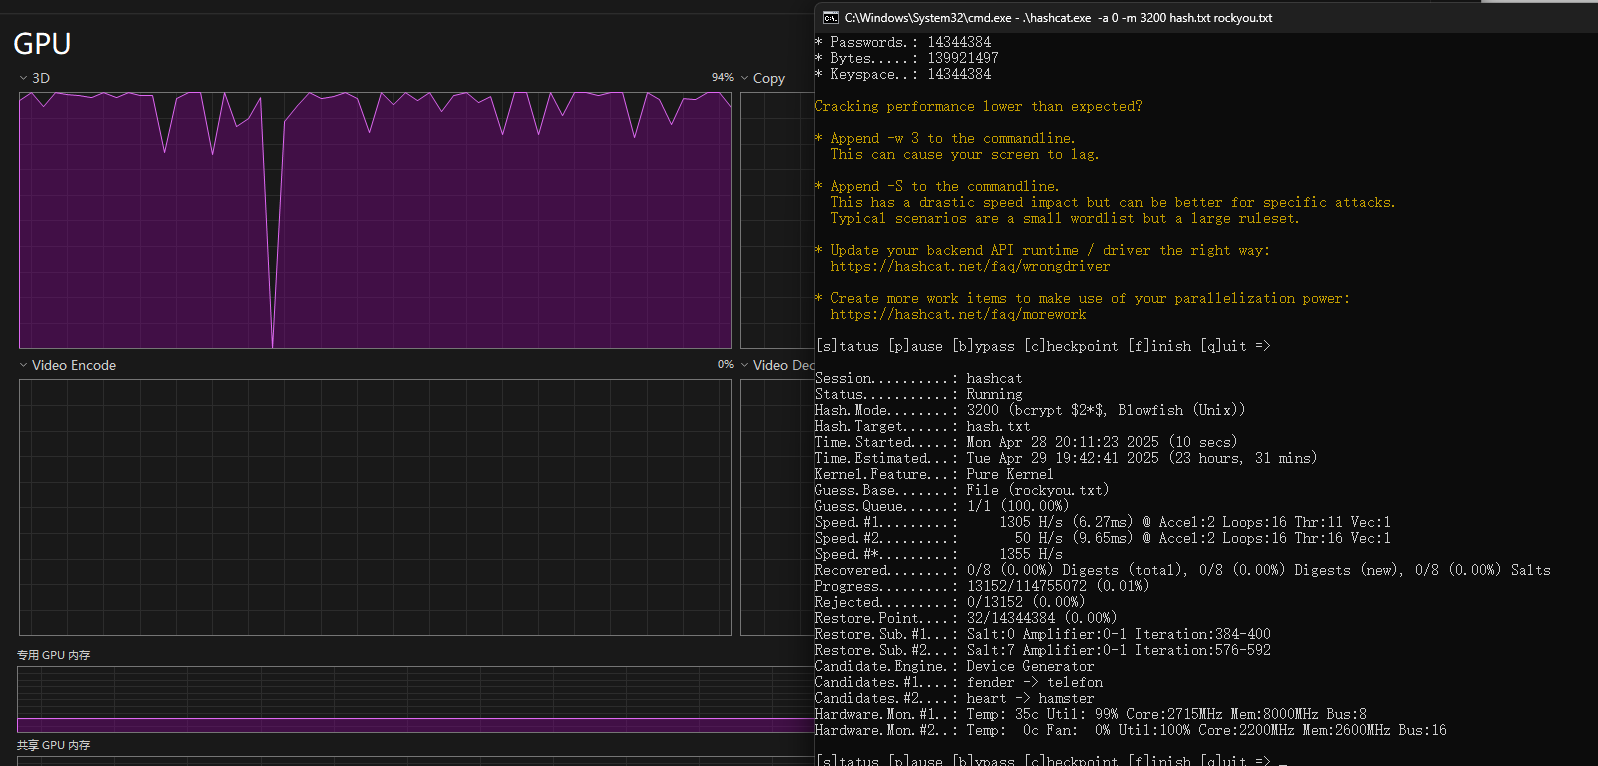 GPU
3D
94%
Copy
Video Encode
0%
Video Dec
专用 GPU 内存
共享 GPU 内存
C:\Windows\System32\cmd.exe - .\hashcat.exe  -a 0 -m 3200 hash.txt rockyou.txt
* Passwords.: 14344384
* Bytes.....: 139921497
* Keyspace..: 14344384
Cracking performance lower than expected?
* Append -w 3 to the commandline.
This can cause your screen to lag.
* Append -S to the commandline.
This has a drastic speed impact but can be better for specific attacks.
Typical scenarios are a small wordlist but a large ruleset.
* Update your backend API runtime / driver the right way:
https://hashcat.net/faq/wrongdriver
* Create more work items to make use of your parallelization power:
https://hashcat.net/faq/morework
[s]tatus [p]ause [b]ypass [c]heckpoint [f]inish [q]uit =>
Session..........: hashcat
Status...........: Running
Hash.Mode........: 3200 (bcrypt $2*$, Blowfish (Unix))
Hash.Target......: hash.txt
Time.Started.....: Mon Apr 28 20:11:23 2025 (10 secs)
Time.Estimated...: Tue Apr 29 19:42:41 2025 (23 hours, 31 mins)
Kernel.Feature...: Pure Kernel
Guess.Base.......: File (rockyou.txt)
Guess.Queue......: 1/1 (100.00%)
Speed.#1.........:     1305 H/s (6.27ms) @ Accel:2 Loops:16 Thr:11 Vec:1
Speed.#2.........:       50 H/s (9.65ms) @ Accel:2 Loops:16 Thr:16 Vec:1
Speed.#*.........:     1355 H/s
Recovered........: 0/8 (0.00%) Digests (total), 0/8 (0.00%) Digests (new), 0/8 (0.00%) Salts
Progress.........: 13152/114755072 (0.01%)
Rejected.........: 0/13152 (0.00%)
Restore.Point....: 32/14344384 (0.00%)
Restore.Sub.#1...: Salt:0 Amplifier:0-1 Iteration:384-400
Restore.Sub.#2...: Salt:7 Amplifier:0-1 Iteration:576-592
Candidate.Engine.: Device Generator
Candidates.#1....: fender -> telefon
Candidates.#2....: heart -> hamster
Hardware.Mon.#1..: Temp: 35c Util: 99% Core:2715MHz Mem:8000MHz Bus:8
Hardware.Mon.#2..: Temp:  0c Fan:  0% Util:100% Core:2200MHz Mem:2600MHz Bus:16
[s]tatus [p]ause [b]ypass [c]heckpoint [f]inish [q]uit => _